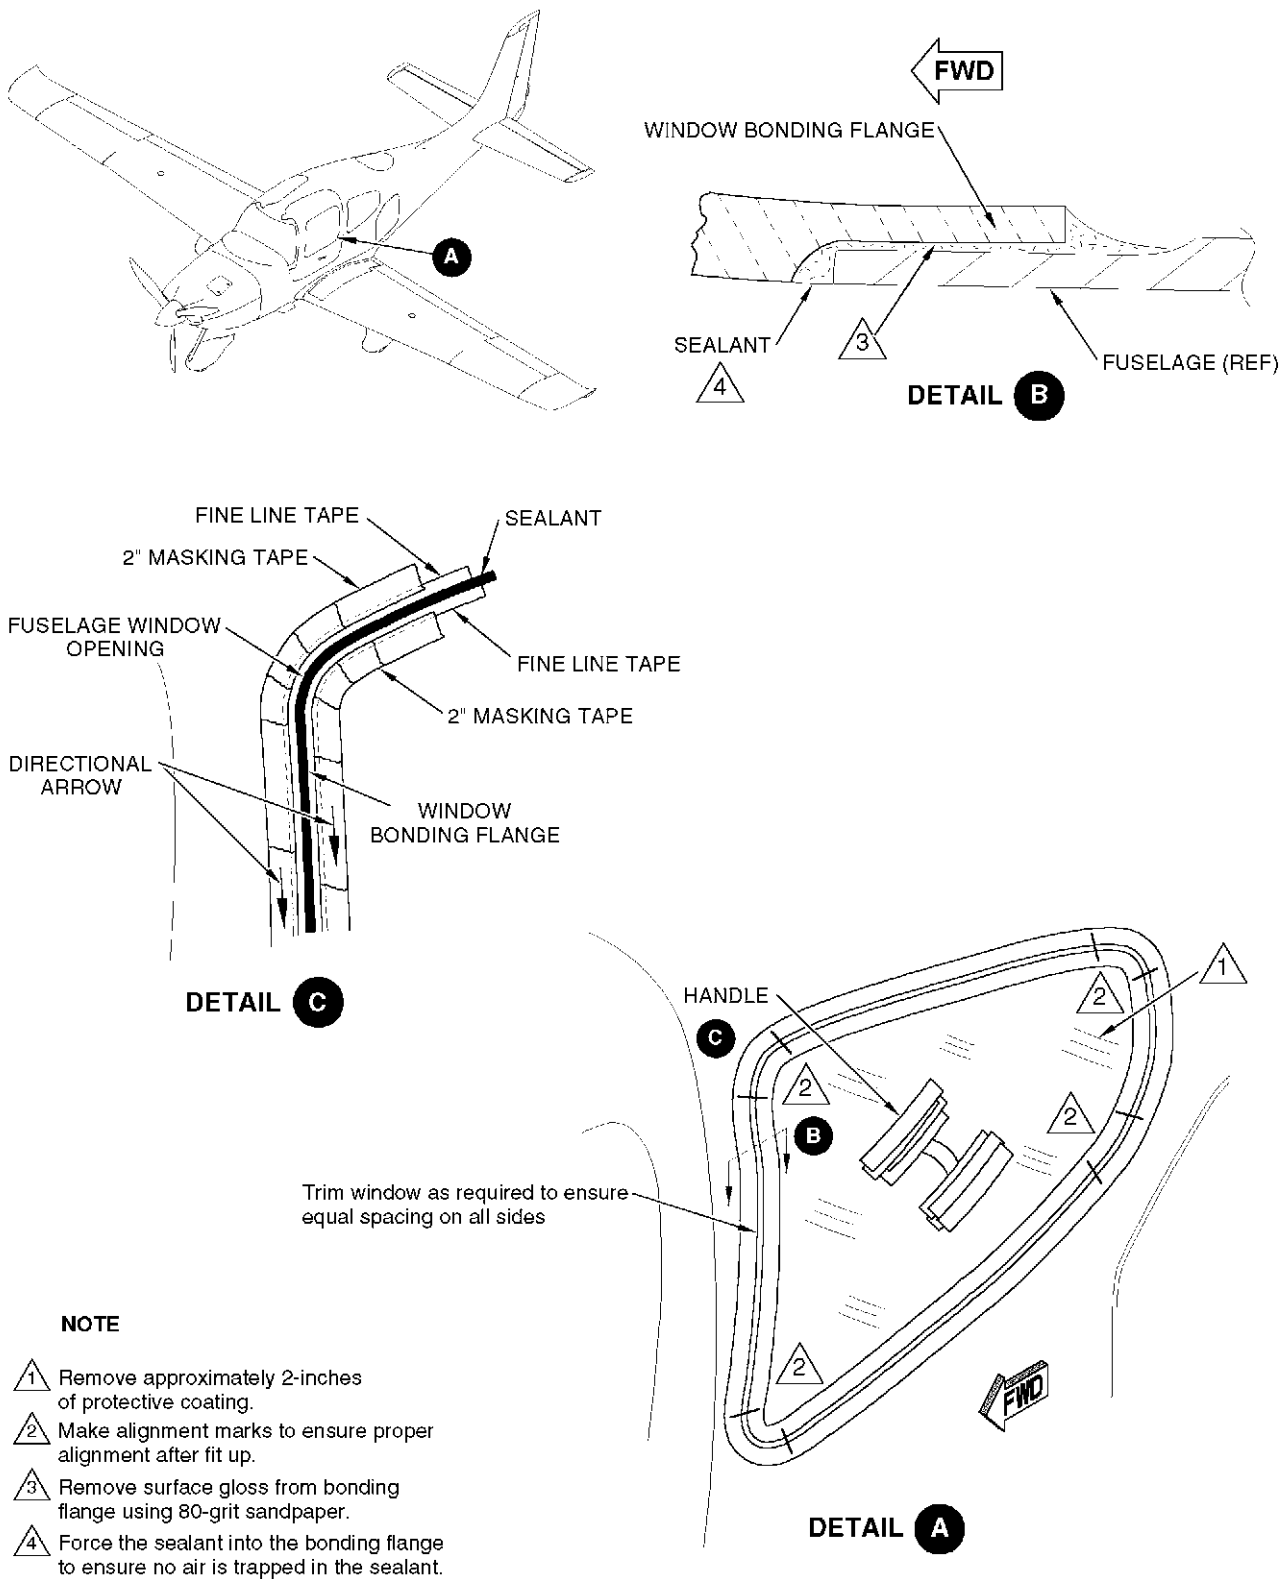 A
FWD
WINDOW BONDING FLANGE
SEALANT
4
3
FUSELAGE (REF)
DETAIL B
FINE LINE TAPE
SEALANT
2" MASKING TAPE
FUSELAGE WINDOW
OPENING
FINE LINE TAPE
2" MASKING TAPE
DIRECTIONAL
ARROW
WINDOW
BONDING FLANGE
DETAIL C
HANDLE
1
2
C
2
2
B
Trim window as required to ensure
equal spacing on all sides
2
FWD
DETAIL A
NOTE
1 Remove approximately 2-inches
of protective coating.
2 Make alignment marks to ensure proper
alignment after fit up.
3 Remove surface gloss from bonding
flange using 80-grit sandpaper.
4 Force the sealant into the bonding flange
to ensure no air is trapped in the sealant.